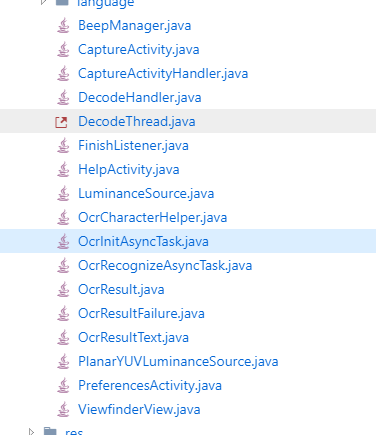 language
BeepManager.java
CaptureActivity.java
CaptureActivityHandler.java
DecodeHandler.java
DecodeThread.java
FinishListener.java
HelpActivity.java
LuminanceSource.java
OcrCharacterHelper.java
OcrInitAsyncTask.java
OcrRecognizeAsyncTask.java
OcrResult.java
OcrResultFailure.java
OcrResultText.java
PlanarYUVLuminanceSource.java
PreferencesActivity.java
ViewfinderView.java
res